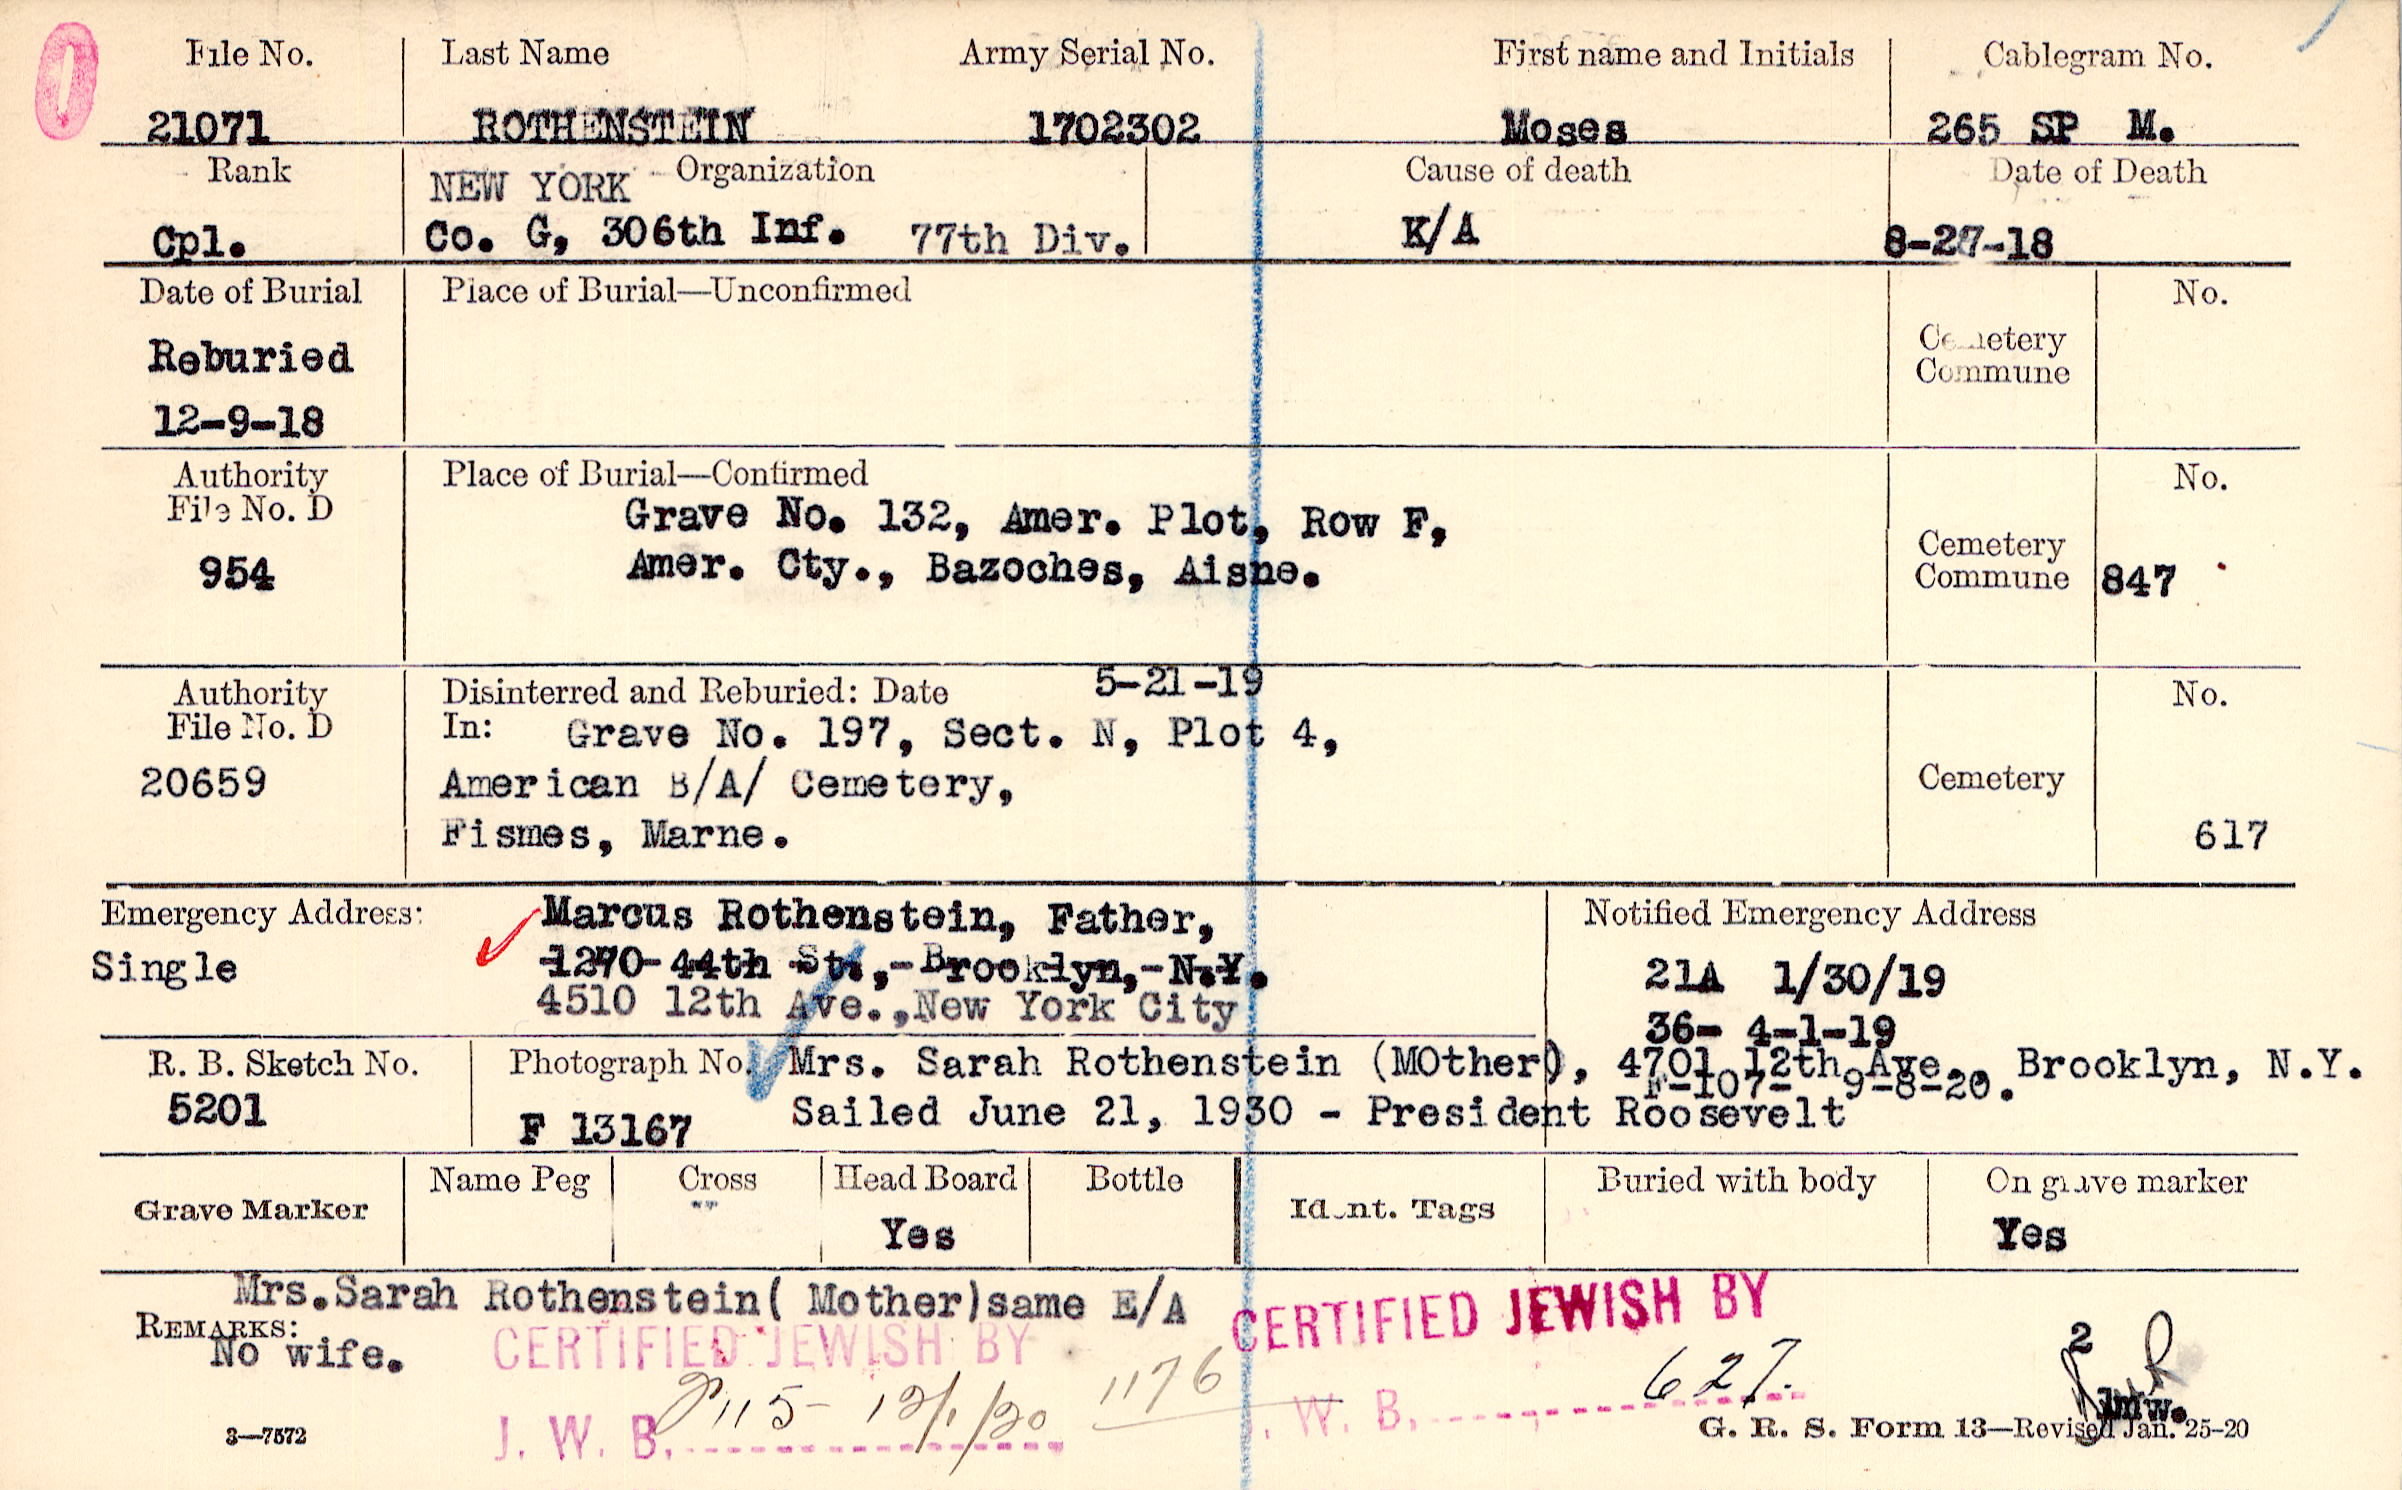 File No. Last Name Army Serial No. First name and Initials Cablegram No.
21071 ROTHENSTEIN 1702302 Moses 265 SP M.
Rank NEW YORK Organization Cause of death Date of Death
Cpl. Co. G, 306th Inf. 77th Div. K/A 8-27-18
Date of Burial Place of Burial—Unconfirmed No.
Reburied Cemetery
12-9-18 Commune
Authority Place of Burial—Confirmed No.
File No. D Grave No. 132, Amer. Plot, Row F,
954 Amer. Cty., Bazoches, Aisne. Cemetery
Commune 847
Authority Disinterred and Reburied: Date 5-21-19 No.
File No. D In: Grave No. 197, Sect. N, Plot 4,
20659 American B/A/ Cemetery, Cemetery
Fismes, Marne. 617
Emergency Address: Marcus Rothenstein, Father, Notified Emergency Address
Single 1270-44th St.,-Brooklyn,-N.Y. 21A 1/30/19
4510 12th Ave.,New York City 36- 4-1-19
R. B. Sketch No. Photograph No. Mrs. Sarah Rothenstein (MOther), 4701 12th Ave., Brooklyn, N.Y.
F-107- 9-8-20.
5201 F 13167 Sailed June 21, 1930 - President Roosevelt
Grave Marker Name Peg Cross Head Board Bottle Ident. Tags Buried with body On grave marker
Yes Yes
Mrs.Sarah Rothenstein( Mother)same E/A
REMARKS: No wife.
CERTIFIED JEWISH BY CERTIFIED JEWISH BY
J. W. B. 115- 12/1/20 1176 J. W. B. 627. 2
lmw.
3—7572 G. R. S. Form 13—Revised Jan. 25-20